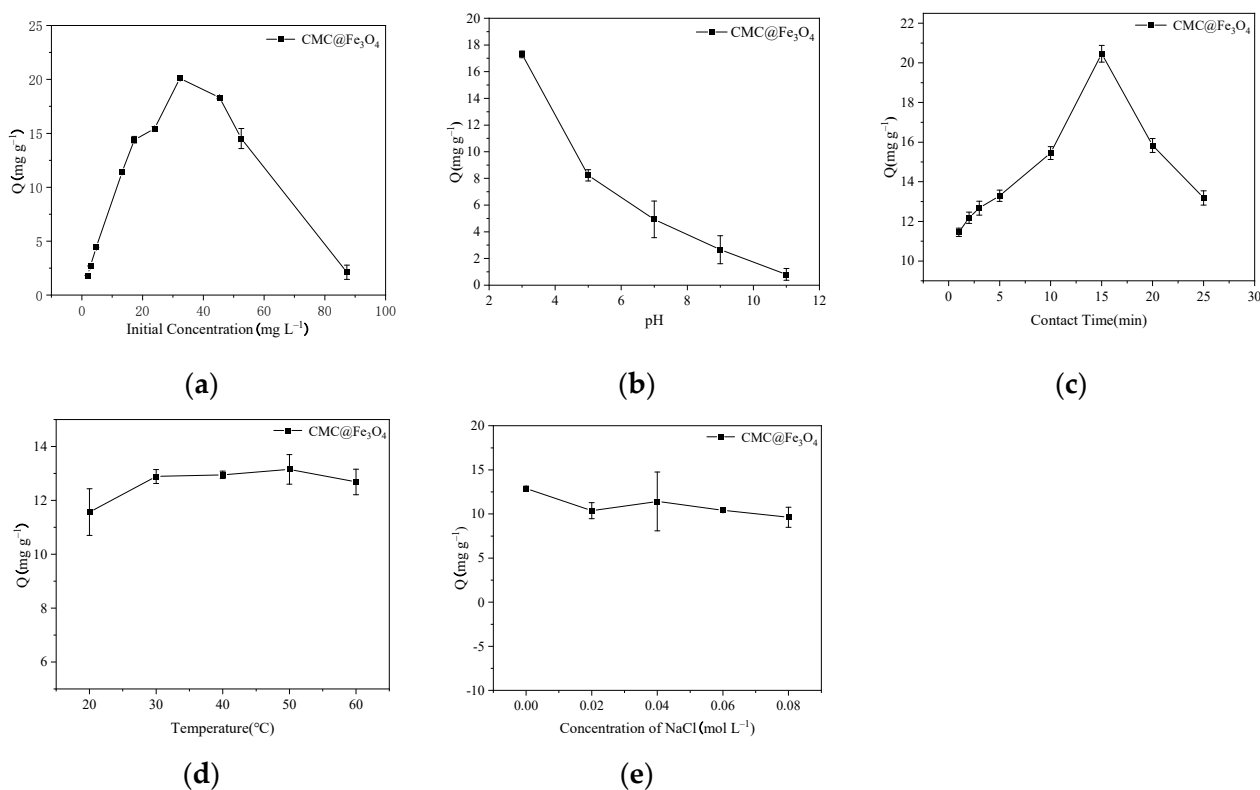 25
20
15
10
5
0
Q (mg g⁻¹)
CMC@Fe₃O₄
0 20 40 60 80 100
Initial Concentration (mg L⁻¹)
(a)
20
18
16
14
12
10
8
6
4
2
0
Q(mg g⁻¹)
CMC@Fe₃O₄
2 4 6 8 10 12
pH
(b)
22
20
18
16
14
12
10
Q(mg g⁻¹)
CMC@Fe₃O₄
0 5 10 15 20 25 30
Contact Time(min)
(c)
14
12
10
8
6
Q (mg g⁻¹)
CMC@Fe₃O₄
20 30 40 50 60
Temperature(°C)
(d)
20
15
10
5
0
-5
-10
Q (mg g⁻¹)
CMC@Fe₃O₄
0.00 0.02 0.04 0.06 0.08
Concentration of NaCl(mol L⁻¹)
(e)